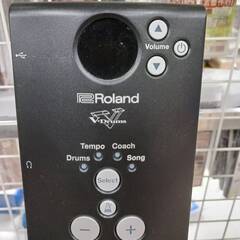 Volume
Roland
V-Drums
Tempo Coach
Drums Song
Select